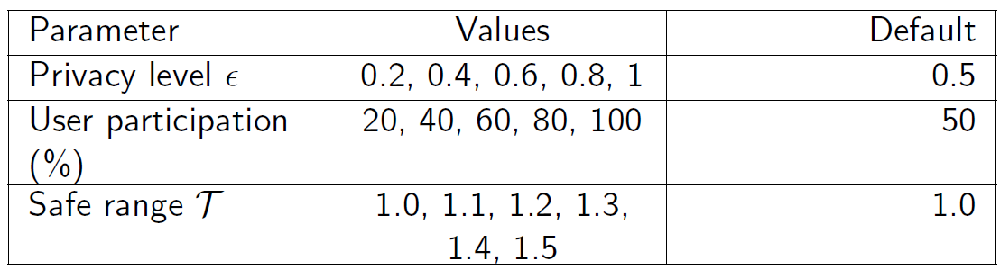 Parameter Values Default
Privacy level ϵ 0.2, 0.4, 0.6, 0.8, 1 0.5
User participation 20, 40, 60, 80, 100 50
(%)
Safe range 𝒯 1.0, 1.1, 1.2, 1.3, 1.0
1.4, 1.5